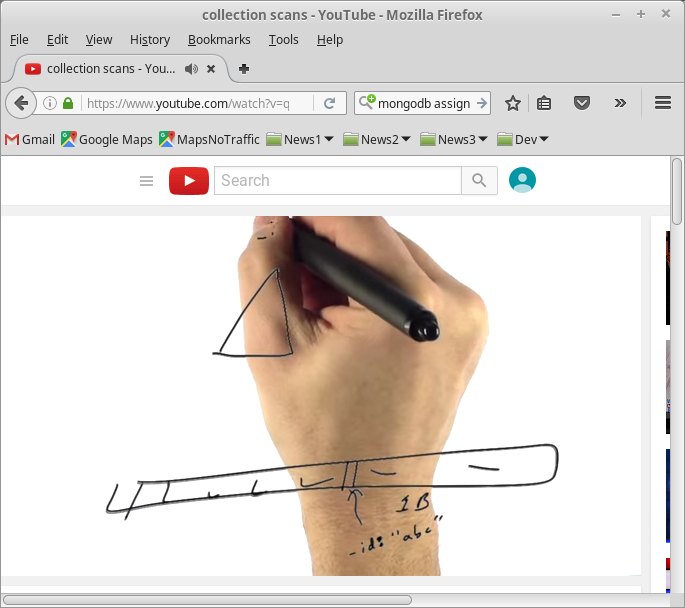 collection scans - YouTube - Mozilla Firefox
File Edit View History Bookmarks Tools Help
collection scans - You...
https://www.youtube.com/watch?v=q
mongodb assign
Gmail Google Maps MapsNoTraffic News1 News2 News3 Dev
Search
1B
_id: "abc"